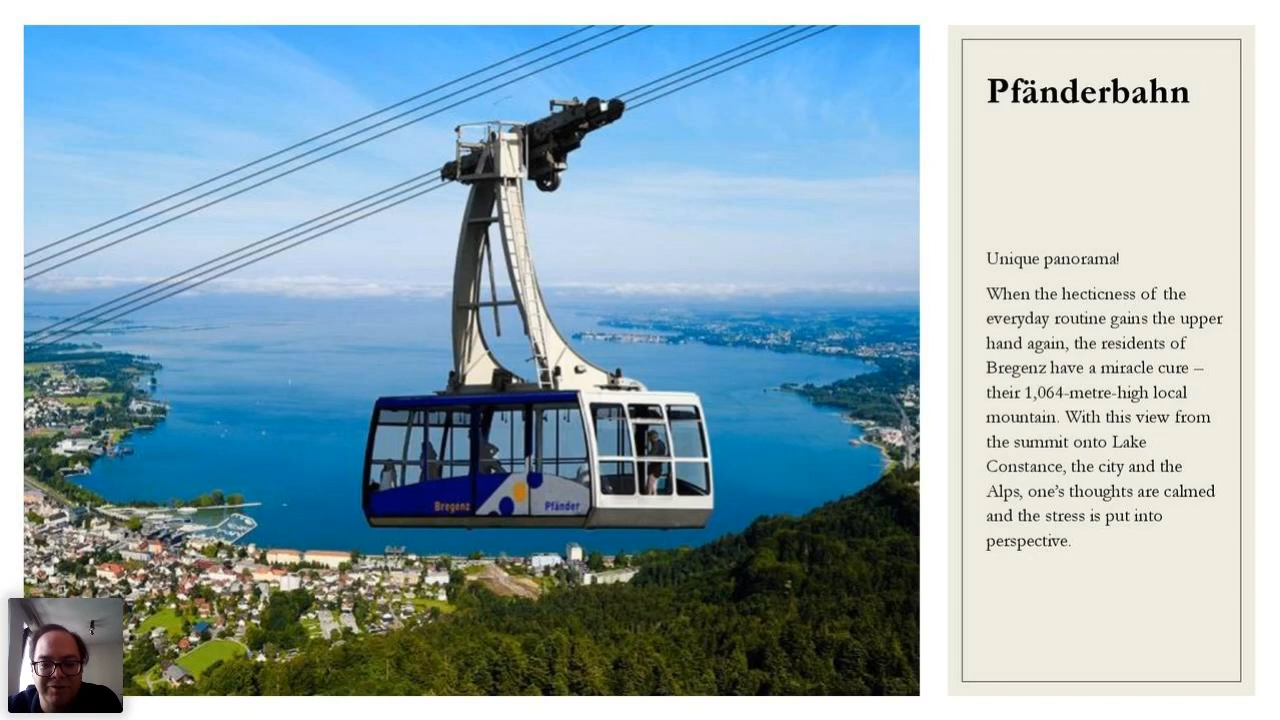 Pfänderbahn
Unique panorama!
When the hecticness of the
everyday routine gains the upper
hand again, the residents of
Bregenz have a miracle cure –
their 1,064-metre-high local
mountain. With this view from
the summit onto Lake
Constance, the city and the
Alps, one’s thoughts are calmed
and the stress is put into
perspective.
Bregenz Pfänder